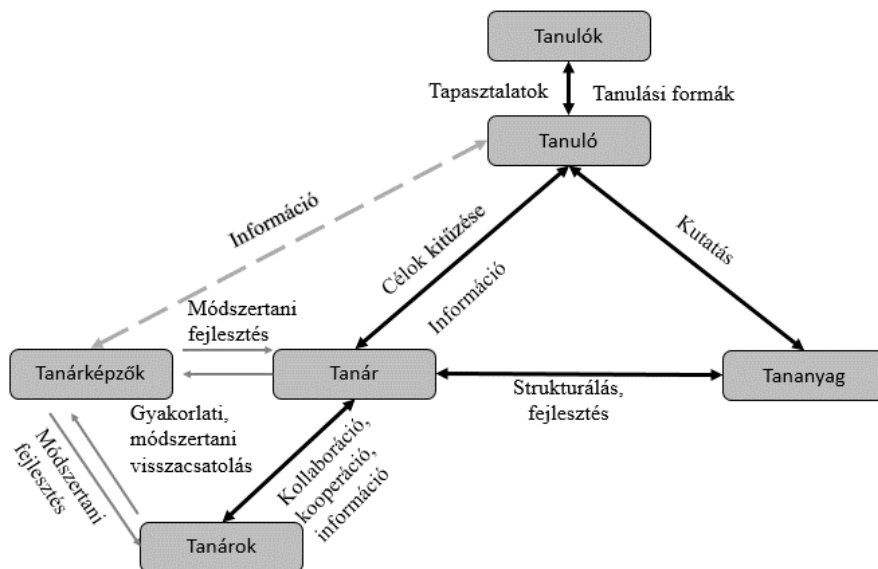 Tanulók
Tapasztalatok
Tanulási formák
Tanuló
Információ
Célok kitűzése
Információ
Kutatás
Módszertani
fejlesztés
Tanárképzők
Tanár
Tananyag
Strukturálás,
fejlesztés
Gyakorlati,
módszertani
visszacsatolás
Módszertani
fejlesztés
Kollaboráció,
kooperáció,
információ
Tanárok